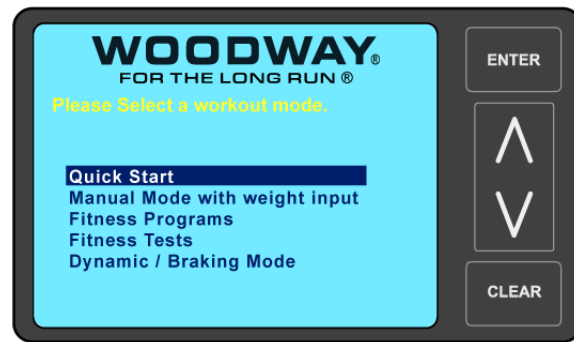 WOODWAY®
FOR THE LONG RUN ®
Please Select a workout mode.
Quick Start
Manual Mode with weight input
Fitness Programs
Fitness Tests
Dynamic / Braking Mode
ENTER
CLEAR